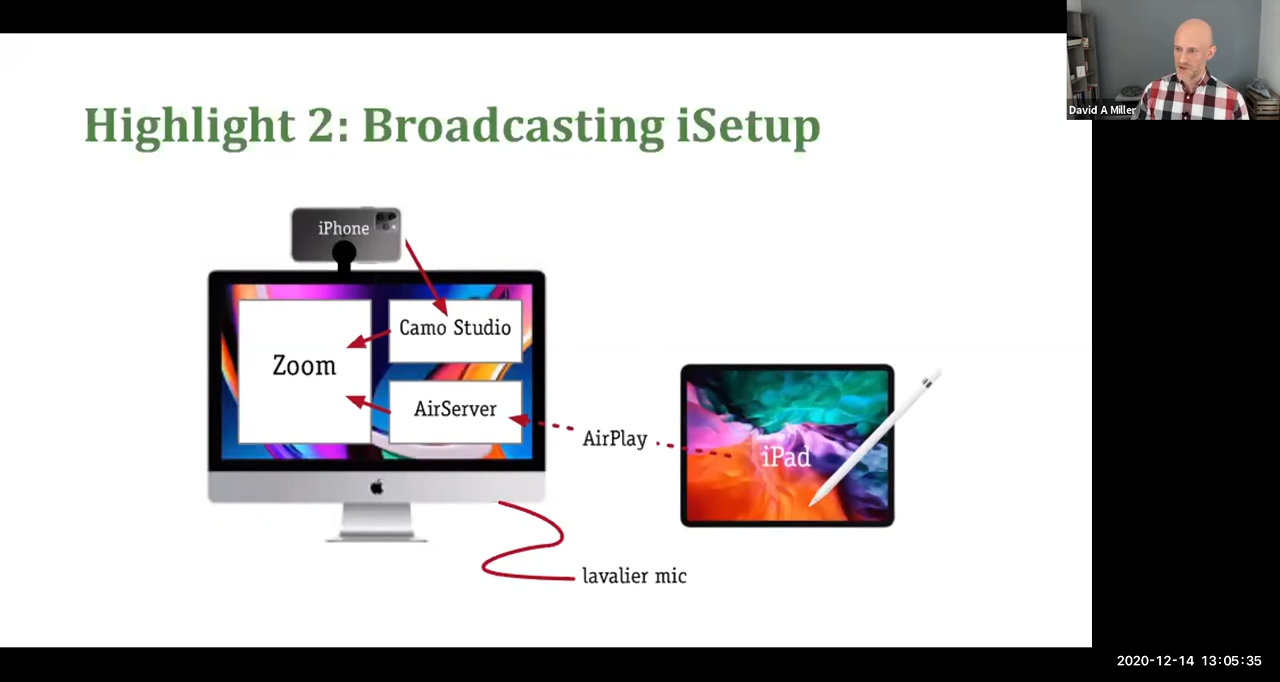 David A Miller
Highlight 2: Broadcasting iSetup
iPhone
Camo Studio
Zoom
AirServer
AirPlay
iPad
lavalier mic
2020-12-14 13:05:35